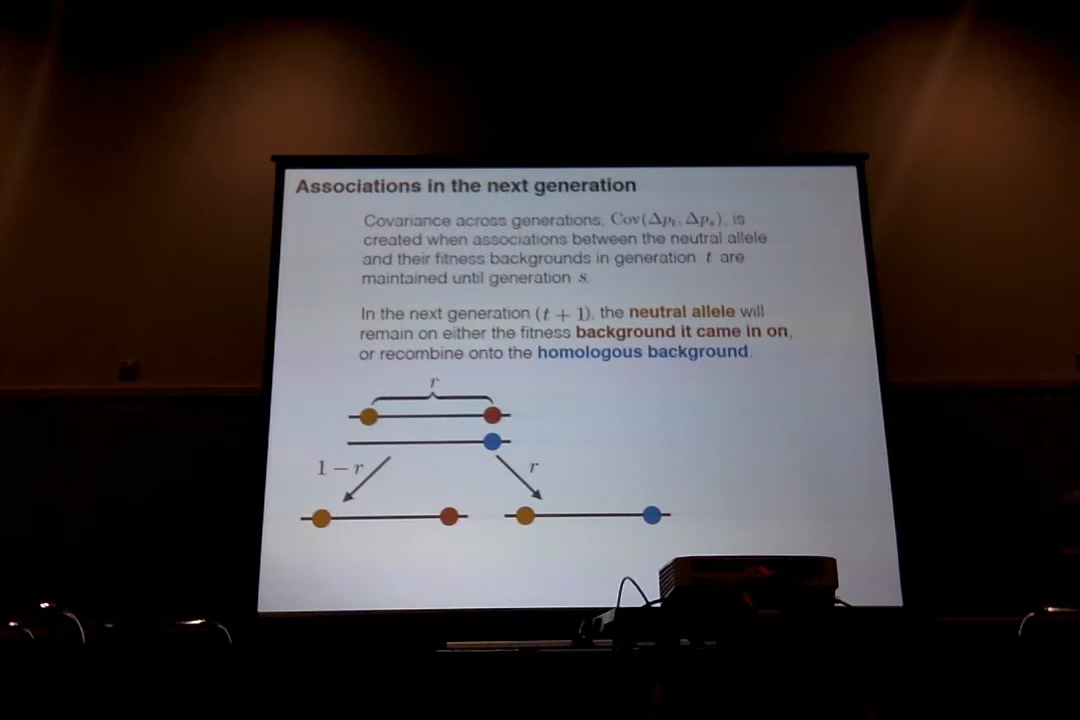 Associations in the next generation
Covariance across generations, Cov(Δpₜ, Δpₛ), is
created when associations between the neutral allele
and their fitness backgrounds in generation t are
maintained until generation s.
In the next generation (t + 1), the neutral allele will
remain on either the fitness background it came in on,
or recombine onto the homologous background.
r
1 − r
r